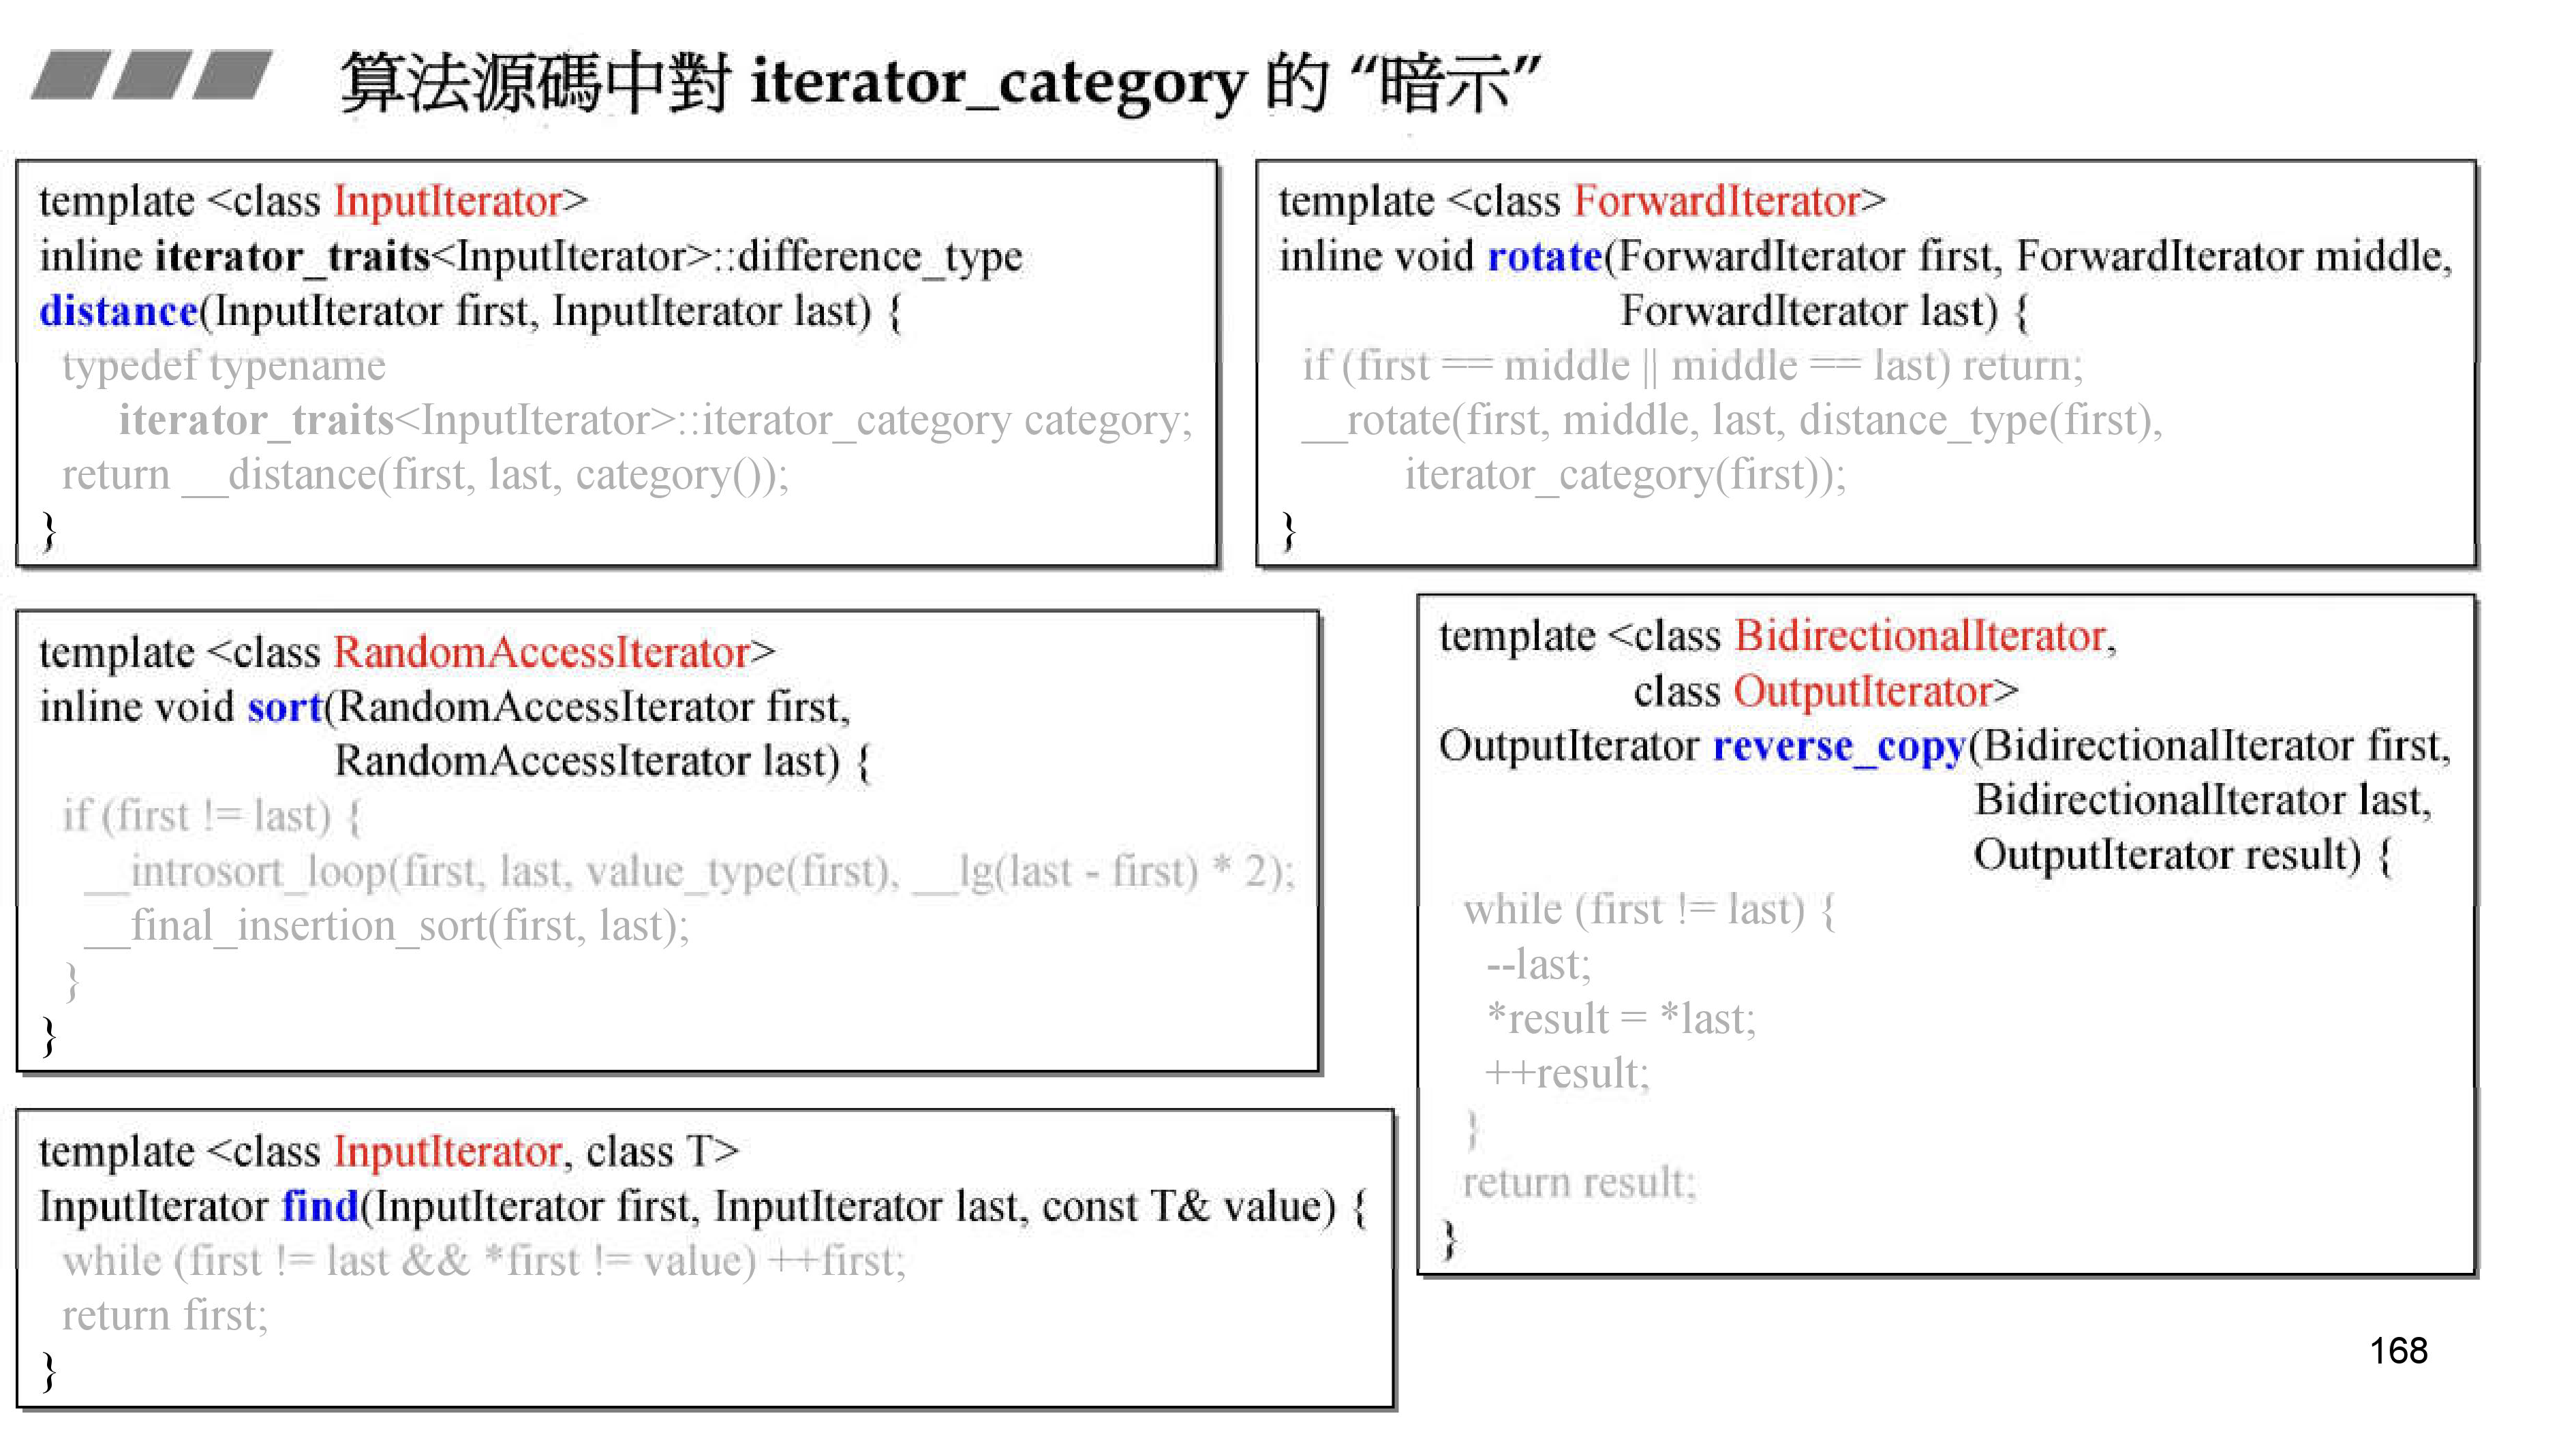 算法源碼中對 iterator_category 的 “暗示”
template <class InputIterator>
inline iterator_traits<InputIterator>::difference_type
distance(InputIterator first, InputIterator last) {
typedef typename
iterator_traits<InputIterator>::iterator_category category;
return __distance(first, last, category());
}
template <class ForwardIterator>
inline void rotate(ForwardIterator first, ForwardIterator middle,
ForwardIterator last) {
if (first == middle || middle == last) return;
__rotate(first, middle, last, distance_type(first),
iterator_category(first));
}
template <class RandomAccessIterator>
inline void sort(RandomAccessIterator first,
RandomAccessIterator last) {
if (first != last) {
__introsort_loop(first, last, value_type(first), __lg(last - first) * 2);
__final_insertion_sort(first, last);
}
}
template <class BidirectionalIterator,
class OutputIterator>
OutputIterator reverse_copy(BidirectionalIterator first,
BidirectionalIterator last,
OutputIterator result) {
while (first != last) {
--last;
*result = *last;
++result;
}
return result;
}
template <class InputIterator, class T>
InputIterator find(InputIterator first, InputIterator last, const T& value) {
while (first != last && *first != value) ++first;
return first;
}
168